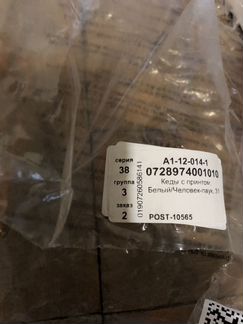 серия
38
группа
3
заказ
2
01907260586141
A1-12-014-1
0728974001010
Кеды с принтом
Белый/Человек-паук, 31
POST-10565